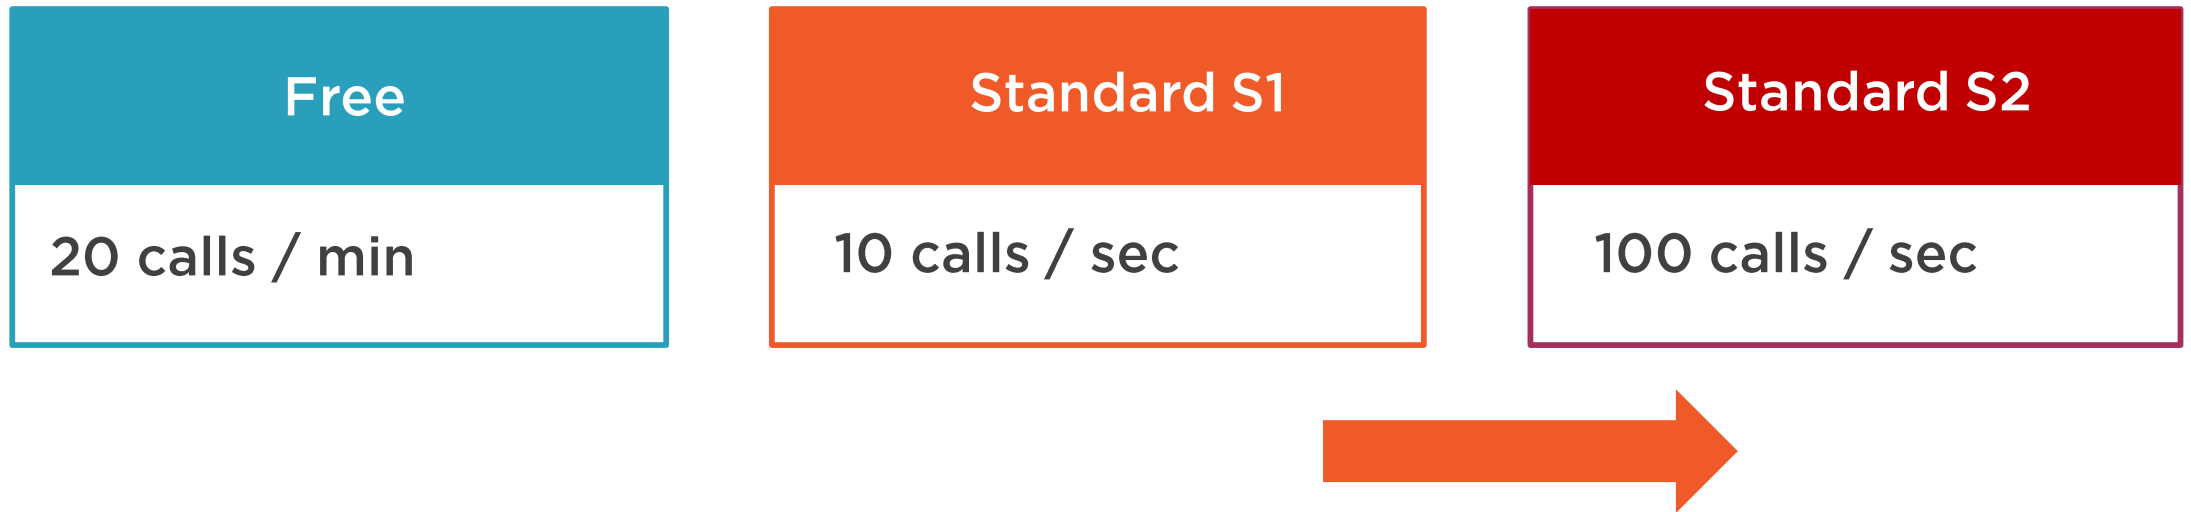 Free
Standard S1
Standard S2
20 calls / min
10 calls / sec
100 calls / sec